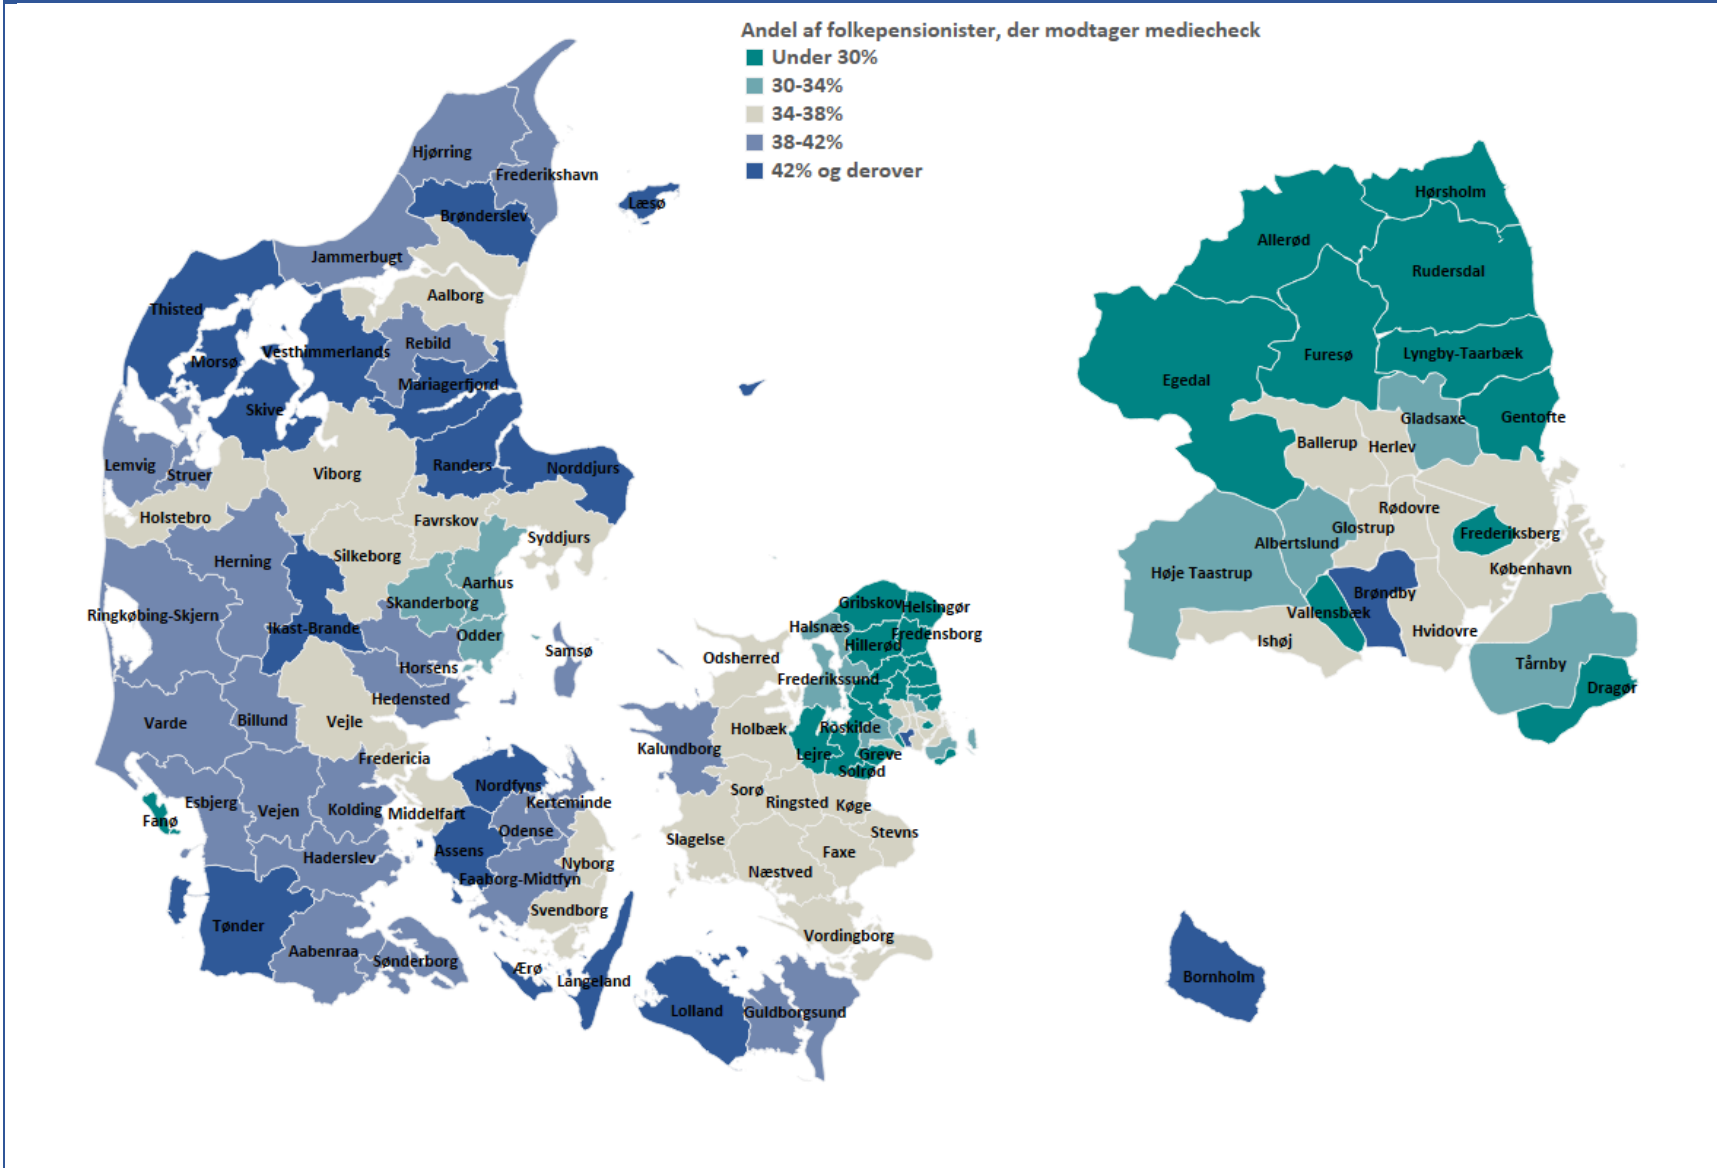 Andel af folkepensionister, der modtager mediecheck
Under 30%
30-34%
34-38%
38-42%
42% og derover
Hjørring
Frederikshavn
Læsø
Brønderslev
Jammerbugt
Aalborg
Thisted
Rebild
Vesthimmerlands
Morsø
Mariagerfjord
Skive
Lemvig
Struer
Viborg
Randers
Norddjurs
Holstebro
Favrskov
Syddjurs
Herning
Silkeborg
Aarhus
Skanderborg
Ringkøbing-Skjern
Ikast-Brande
Odder
Samsø
Horsens
Hedensted
Varde
Billund
Vejle
Fredericia
Esbjerg
Vejen
Kolding
Middelfart
Fanø
Haderslev
Nordfyns
Kerteminde
Odense
Assens
Nyborg
Faaborg-Midtfyn
Svendborg
Tønder
Aabenraa
Sønderborg
Ærø
Langeland
Gribskov
Helsingør
Halsnæs
Fredensborg
Hillerød
Odsherred
Frederikssund
Holbæk
Roskilde
Kalundborg
Lejre
Greve
Solrød
Sorø
Ringsted
Køge
Slagelse
Stevns
Faxe
Næstved
Vordingborg
Lolland
Guldborgsund
Hørsholm
Allerød
Rudersdal
Furesø
Lyngby-Taarbæk
Egedal
Gladsaxe
Gentofte
Ballerup
Herlev
Rødovre
Glostrup
Frederiksberg
Albertslund
Høje Taastrup
København
Brøndby
Vallensbæk
Hvidovre
Ishøj
Tårnby
Dragør
Bornholm